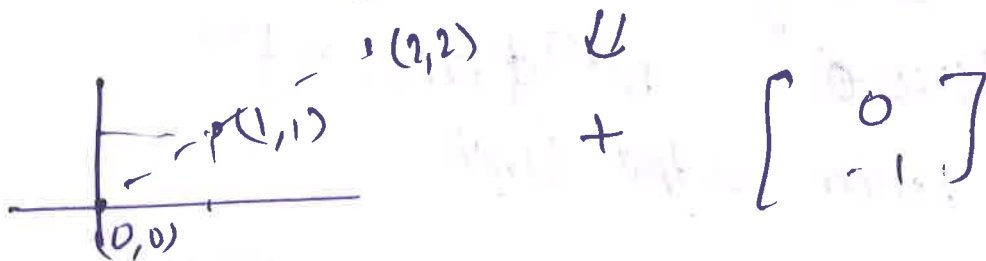 (2,2) ⇓
(1,1) + [ 0
-1 ]
(0,0)